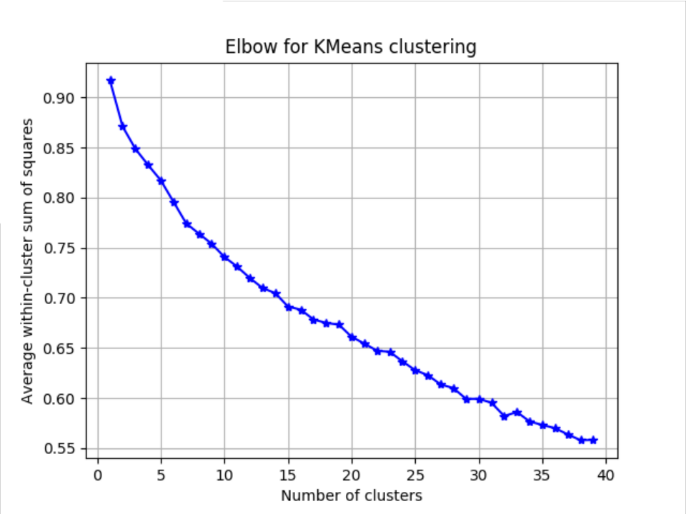 Elbow for KMeans clustering
Average within-cluster sum of squares
0.90
0.85
0.80
0.75
0.70
0.65
0.60
0.55
0 5 10 15 20 25 30 35 40
Number of clusters